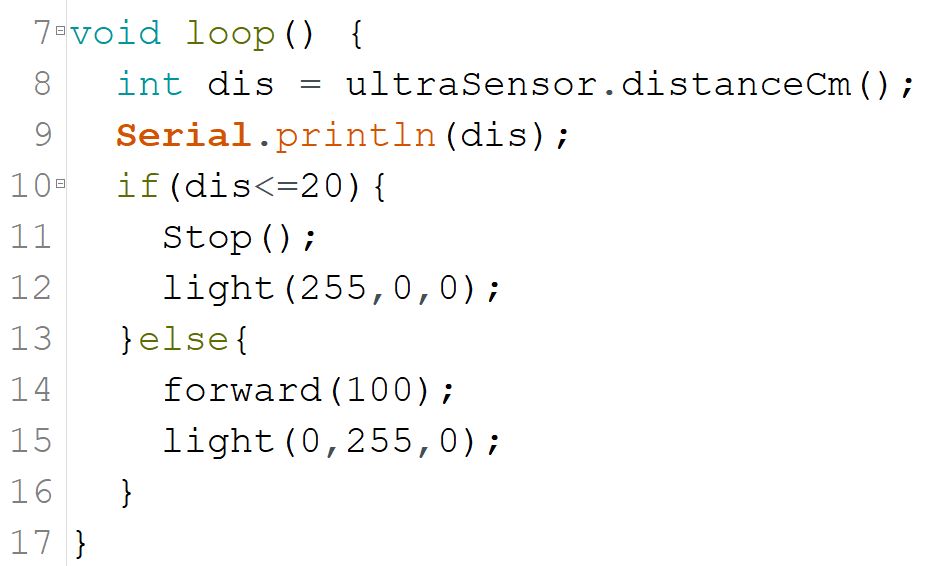 7 void loop() {
8   int dis = ultraSensor.distanceCm();
9   Serial.println(dis);
10   if(dis<=20){
11     Stop();
12     light(255,0,0);
13   }else{
14     forward(100);
15     light(0,255,0);
16   }
17 }